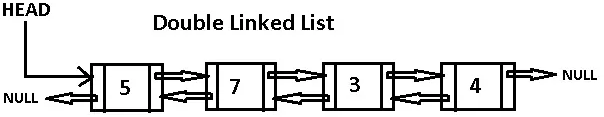 HEAD
Double Linked List
5 7 3 4 NULL
NULL